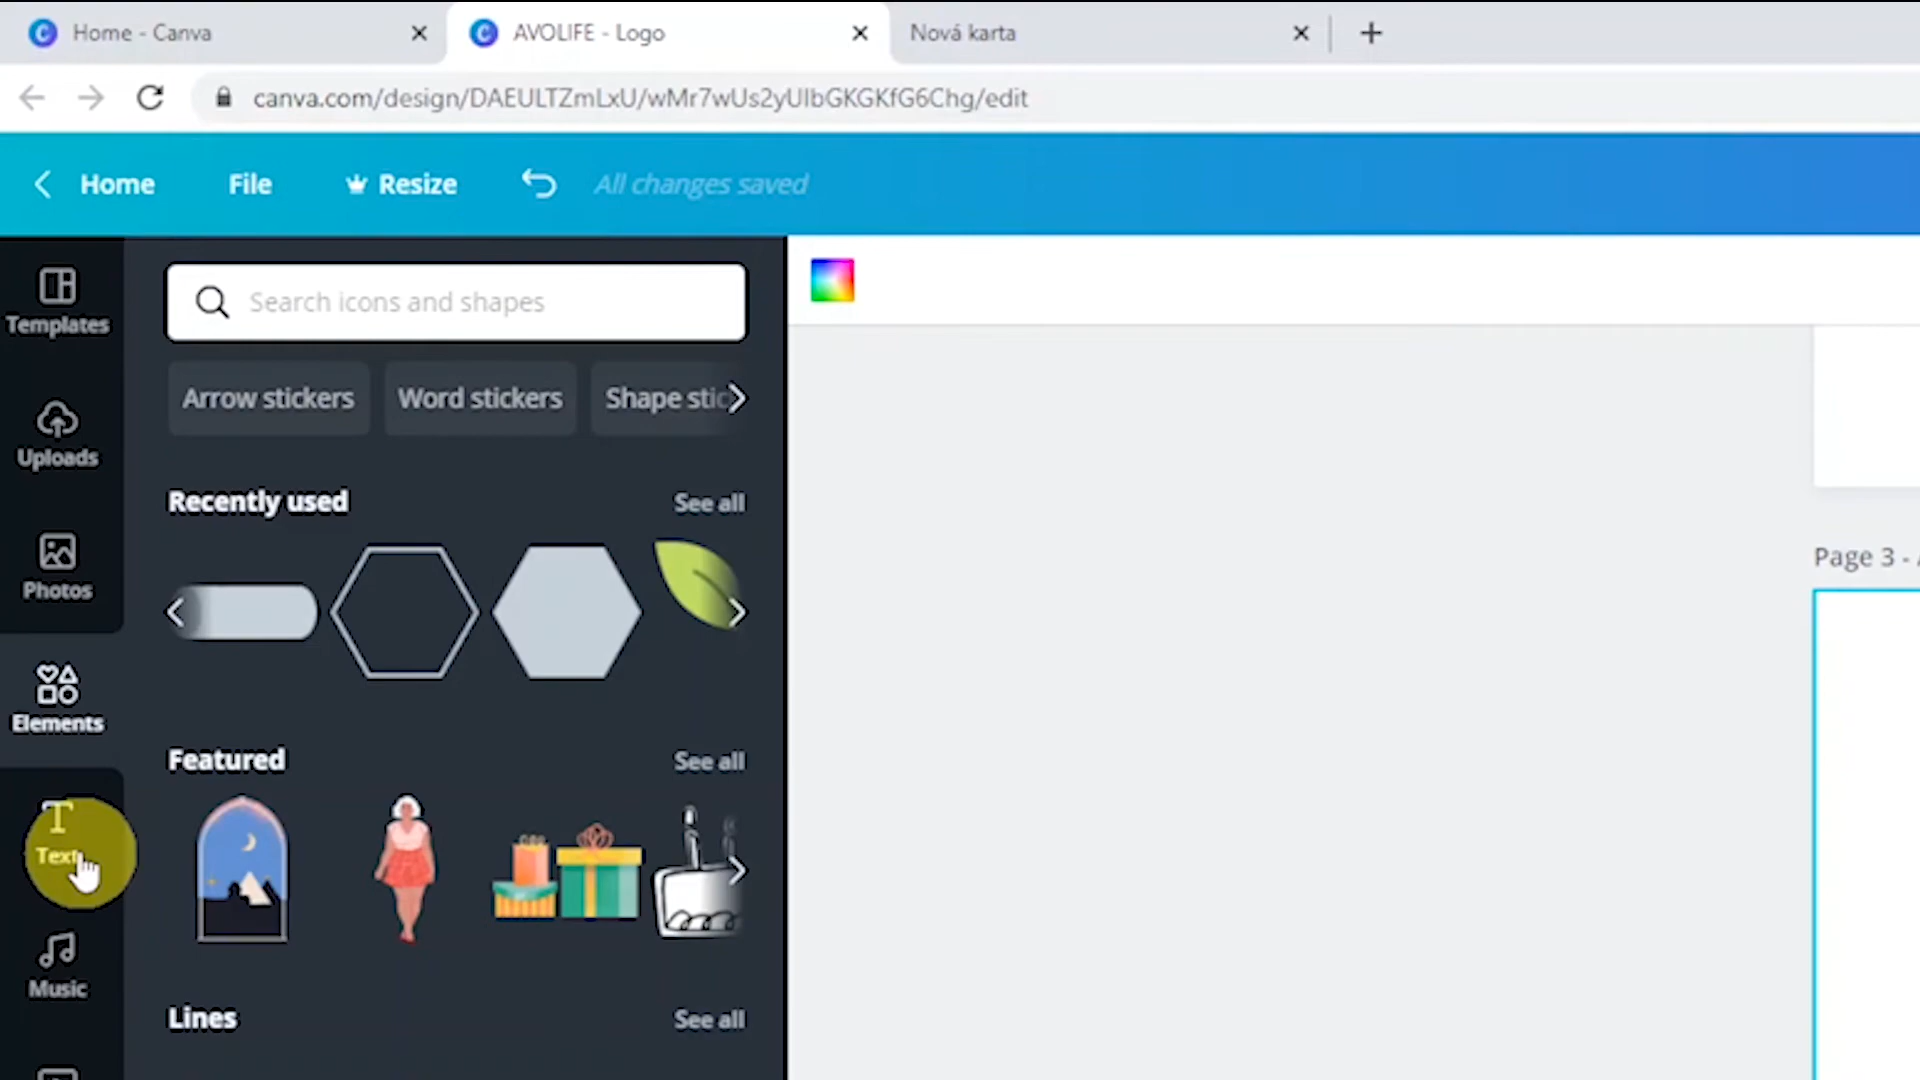 Home - Canva
AVOLIFE - Logo
Nová karta
canva.com/design/DAEULTZmLxU/wMr7wUs2yUlbGKGKfG6Chg/edit
Home
File
Resize
All changes saved
Templates
Uploads
Photos
Elements
Text
Music
Search icons and shapes
Arrow stickers
Word stickers
Shape stic
Recently used
See all
Featured
See all
Lines
See all
Page 3 -